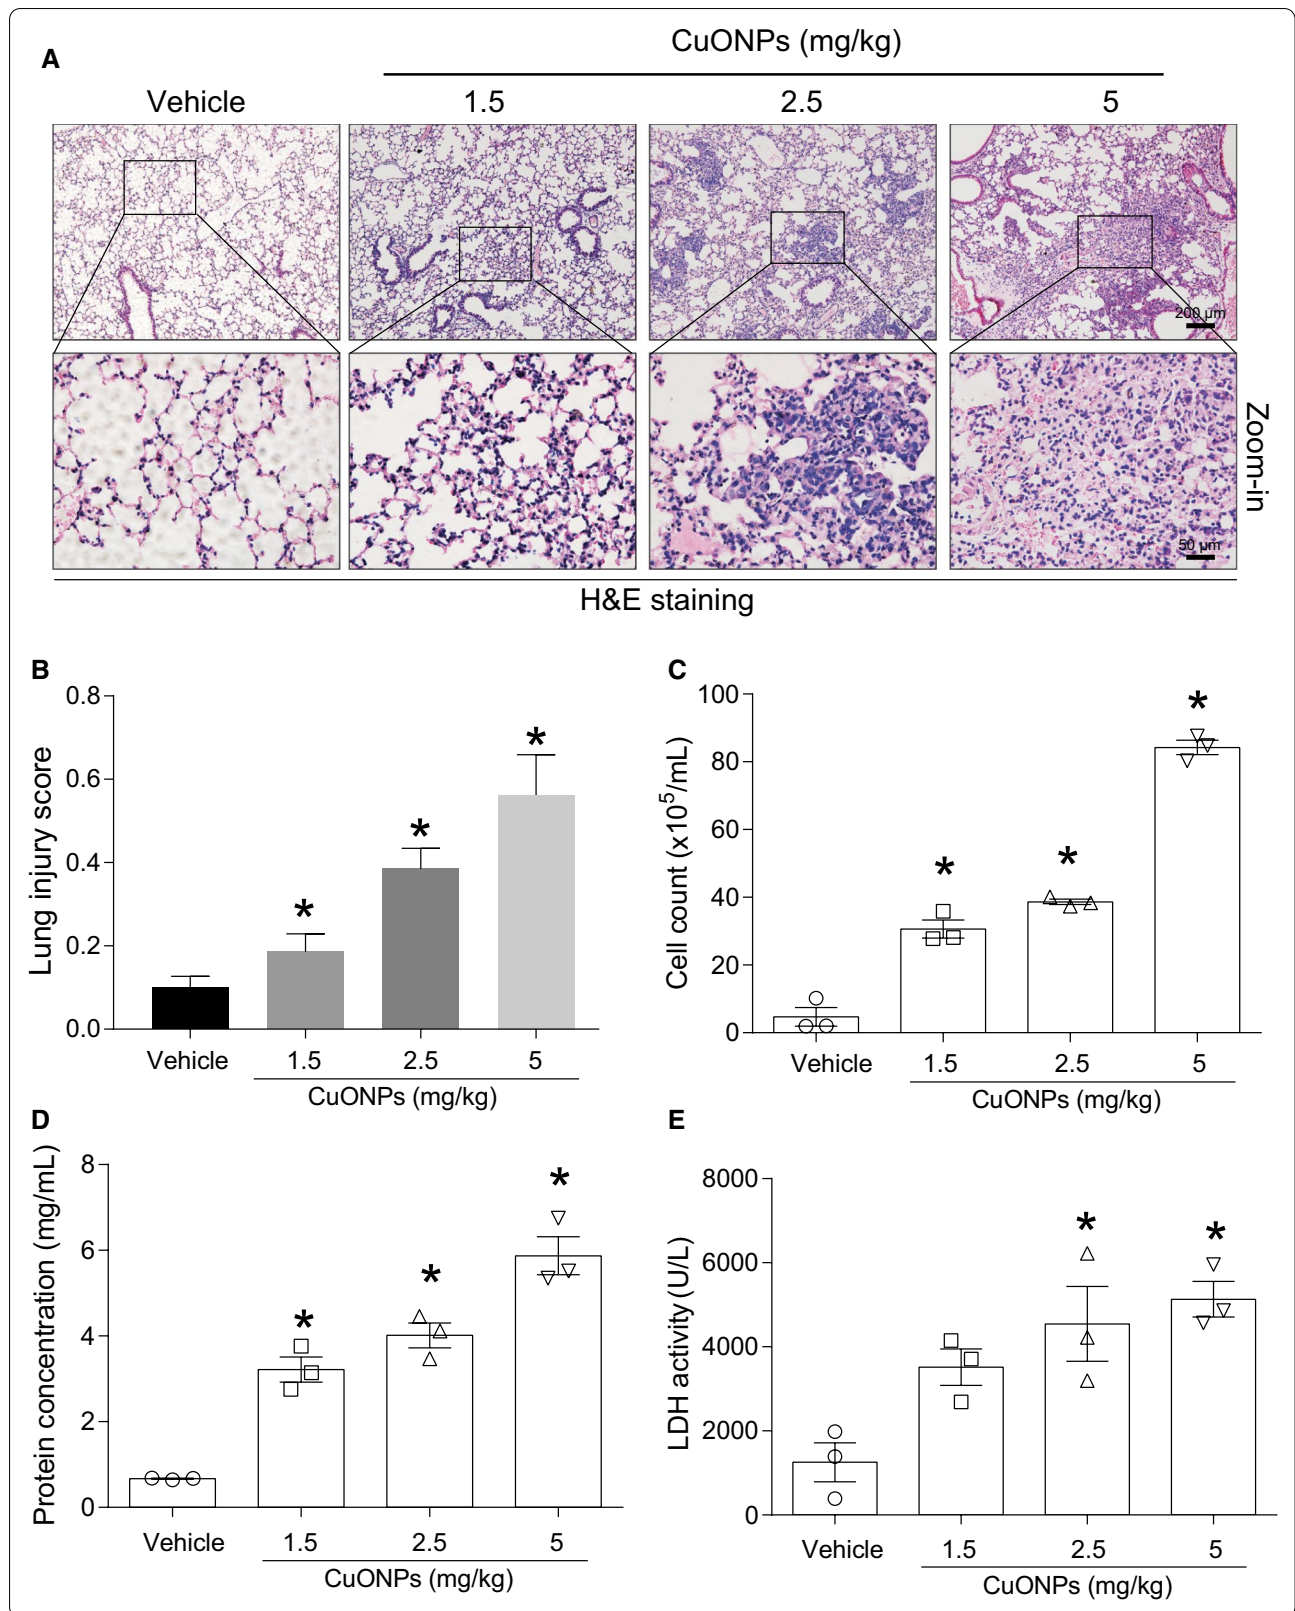 A
CuONPs (mg/kg)
Vehicle 1.5 2.5 5
200 µm
Zoom-in
50 µm
H&E staining
B
Lung injury score
0.8
0.6
0.4
0.2
0.0
*
*
*
Vehicle 1.5 2.5 5
CuONPs (mg/kg)
C
Cell count (x10⁵/mL)
100
80
60
40
20
0
*
*
*
Vehicle 1.5 2.5 5
CuONPs (mg/kg)
D
Protein concentration (mg/mL)
8
6
4
2
0
*
*
*
Vehicle 1.5 2.5 5
CuONPs (mg/kg)
E
LDH activity (U/L)
8000
6000
4000
2000
0
*
*
Vehicle 1.5 2.5 5
CuONPs (mg/kg)